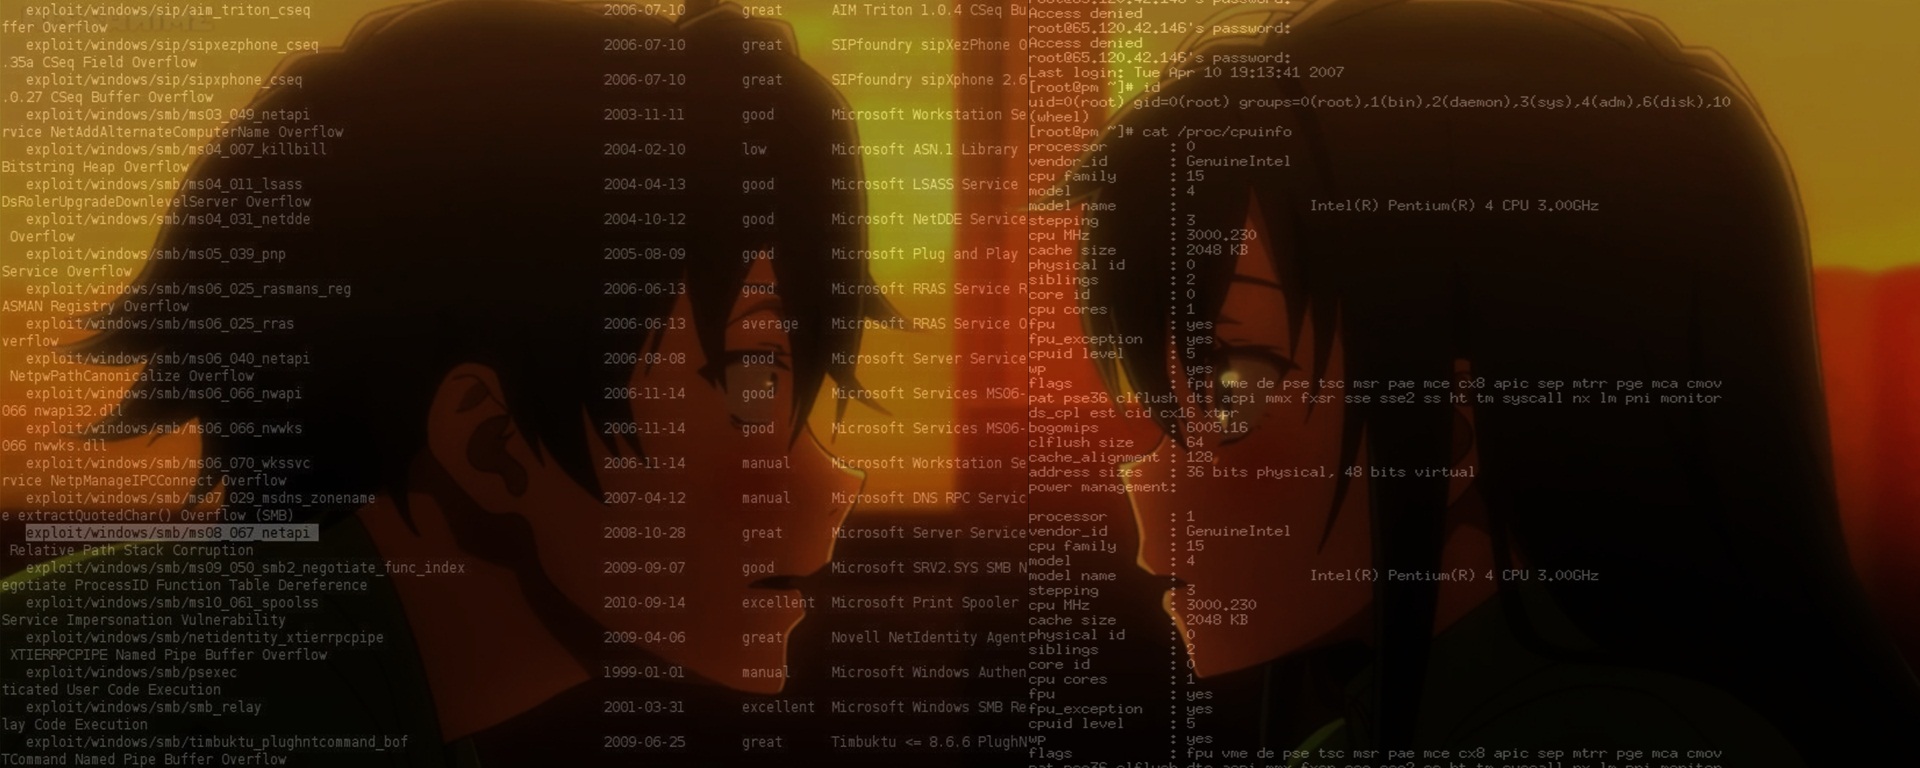 exploit/windows/sip/aim_triton_cseq 2006-07-10 great AIM Triton 1.0.4 CSeq Bu
ffer Overflow
exploit/windows/sip/sipxezphone_cseq 2006-07-10 great SIPfoundry sipXezPhone 0
.35a CSeq Field Overflow
exploit/windows/sip/sipxphone_cseq 2006-07-10 great SIPfoundry sipXphone 2.6
.0.27 CSeq Buffer Overflow
exploit/windows/smb/ms03_049_netapi 2003-11-11 good Microsoft Workstation Se
rvice NetAddAlternateComputerName Overflow
exploit/windows/smb/ms04_007_killbill 2004-02-10 low Microsoft ASN.1 Library
Bitstring Heap Overflow
exploit/windows/smb/ms04_011_lsass 2004-04-13 good Microsoft LSASS Service
DsRolerUpgradeDownlevelServer Overflow
exploit/windows/smb/ms04_031_netdde 2004-10-12 good Microsoft NetDDE Service
Overflow
exploit/windows/smb/ms05_039_pnp 2005-08-09 good Microsoft Plug and Play
Service Overflow
exploit/windows/smb/ms06_025_rasmans_reg 2006-06-13 good Microsoft RRAS Service R
ASMAN Registry Overflow
exploit/windows/smb/ms06_025_rras 2006-06-13 average Microsoft RRAS Service O
verflow
exploit/windows/smb/ms06_040_netapi 2006-08-08 good Microsoft Server Service
NetpwPathCanonicalize Overflow
exploit/windows/smb/ms06_066_nwapi 2006-11-14 good Microsoft Services MS06-
066 nwapi32.dll
exploit/windows/smb/ms06_066_nwwks 2006-11-14 good Microsoft Services MS06-
066 nwwks.dll
exploit/windows/smb/ms06_070_wkssvc 2006-11-14 manual Microsoft Workstation Se
rvice NetpManageIPCConnect Overflow
exploit/windows/smb/ms07_029_msdns_zonename 2007-04-12 manual Microsoft DNS RPC Servic
e extractQuotedChar() Overflow (SMB)
exploit/windows/smb/ms08_067_netapi 2008-10-28 great Microsoft Server Service
Relative Path Stack Corruption
exploit/windows/smb/ms09_050_smb2_negotiate_func_index 2009-09-07 good Microsoft SRV2.SYS SMB N
egotiate ProcessID Function Table Dereference
exploit/windows/smb/ms10_061_spoolss 2010-09-14 excellent Microsoft Print Spooler
Service Impersonation Vulnerability
exploit/windows/smb/netidentity_xtierrpcpipe 2009-04-06 great Novell NetIdentity Agent
XTIERRPCPIPE Named Pipe Buffer Overflow
exploit/windows/smb/psexec 1999-01-01 manual Microsoft Windows Authen
ticated User Code Execution
exploit/windows/smb/smb_relay 2001-03-31 excellent Microsoft Windows SMB Re
lay Code Execution
exploit/windows/smb/timbuktu_plughntcommand_bof 2009-06-25 great Timbuktu <= 8.6.6 PlughN
TCommand Named Pipe Buffer Overflow
root@65.120.42.146's password:
Access denied
root@65.120.42.146's password:
Access denied
root@65.120.42.146's password:
Last login: Tue Apr 10 19:13:41 2007
[root@pm ~]# id
uid=0(root) gid=0(root) groups=0(root),1(bin),2(daemon),3(sys),4(adm),6(disk),10
(wheel)
[root@pm ~]# cat /proc/cpuinfo
processor : 0
vendor_id : GenuineIntel
cpu family : 15
model : 4
model name : Intel(R) Pentium(R) 4 CPU 3.00GHz
stepping : 3
cpu MHz : 3000.230
cache size : 2048 KB
physical id : 0
siblings : 2
core id : 0
cpu cores : 1
fpu : yes
fpu_exception : yes
cpuid level : 5
wp : yes
flags : fpu vme de pse tsc msr pae mce cx8 apic sep mtrr pge mca cmov
pat pse36 clflush dts acpi mmx fxsr sse sse2 ss ht tm syscall nx lm pni monitor
ds_cpl est cid cx16 xtpr
bogomips : 6005.16
clflush size : 64
cache_alignment : 128
address sizes : 36 bits physical, 48 bits virtual
power management:
processor : 1
vendor_id : GenuineIntel
cpu family : 15
model : 4
model name : Intel(R) Pentium(R) 4 CPU 3.00GHz
stepping : 3
cpu MHz : 3000.230
cache size : 2048 KB
physical id : 0
siblings : 2
core id : 0
cpu cores : 1
fpu : yes
fpu_exception : yes
cpuid level : 5
wp : yes
flags : fpu vme de pse tsc msr pae mce cx8 apic sep mtrr pge mca cmov
pat pse36 clflush dts acpi mmx fxsr sse sse2 ss ht tm syscall nx lm pni monitor